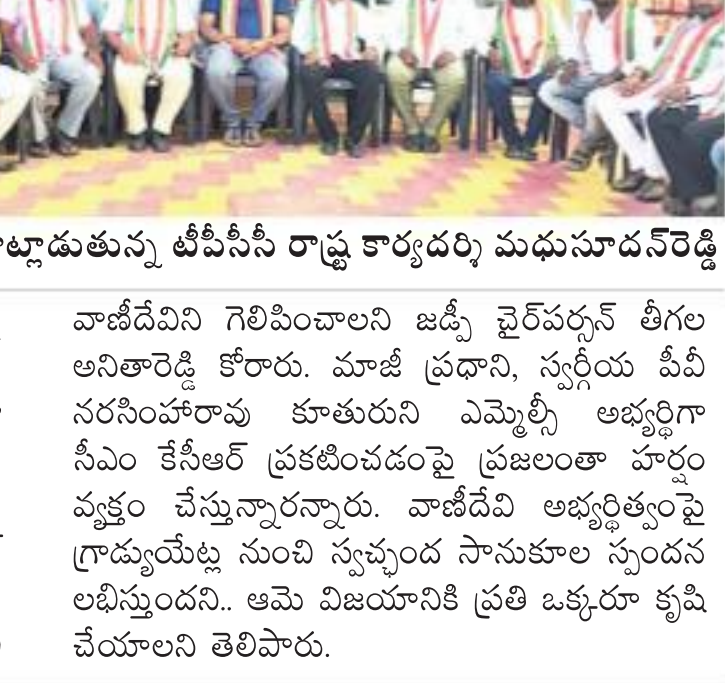 ట్లాడుతున్న టీపీసీసీ రాష్ట్ర కార్యదర్శి మధుసూదన్‌రెడ్డి
వాణీదేవిని గెలిపించాలని జడ్పీ చైర్‌పర్సన్ తీగల
అనితారెడ్డి కోరారు. మాజీ ప్రధాని, స్వర్గీయ పీవీ
నరసింహారావు కూతురుని ఎమ్మెల్సీ అభ్యర్థిగా
సీఎం కేసీఆర్ ప్రకటించడంపై ప్రజలంతా హర్షం
వ్యక్తం చేస్తున్నారన్నారు. వాణీదేవి అభ్యర్థిత్వంపై
గ్రాడ్యుయేట్ల నుంచి స్వచ్ఛంద సానుకూల స్పందన
లభిస్తుందని.. ఆమె విజయానికి ప్రతి ఒక్కరూ కృషి
చేయాలని తెలిపారు.